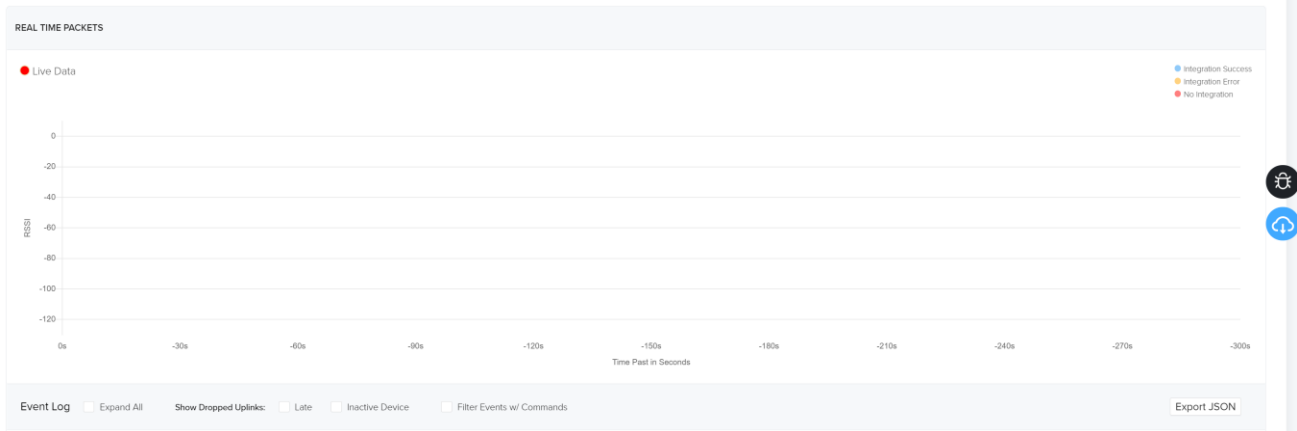 REAL TIME PACKETS
Live Data
Integration Success
Integration Error
No Integration
0
-20
-40
-60
-80
-100
-120
RSSI
0s -30s -60s -90s -120s -150s -180s -210s -240s -270s -300s
Time Past in Seconds
Event Log Expand All Show Dropped Uplinks: Late Inactive Device Filter Events w/ Commands Export JSON